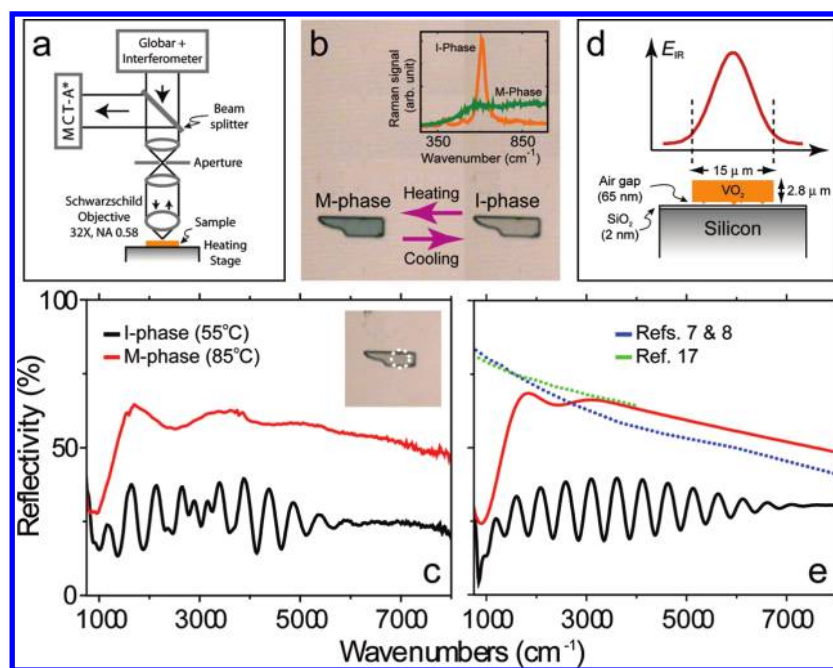 a
Globar +
Interferometer
MCT-A*
Beam
splitter
Aperture
Schwarzschild
Objective
32X, NA 0.58
Sample
Heating
Stage
b
I-Phase
M-Phase
Raman signal
(arb. unit)
350 850
Wavenumber (cm⁻¹)
M-phase
Heating
I-phase
Cooling
d
E_IR
15 μm
Air gap
(65 nm)
VO₂
2.8 μm
SiO₂
(2 nm)
Silicon
100
50
0
Reflectivity (%)
I-phase (55°C)
M-phase (85°C)
c
1000 3000 5000 7000
Refs. 7 & 8
Ref. 17
e
1000 3000 5000 7000
Wavenumbers (cm⁻¹)